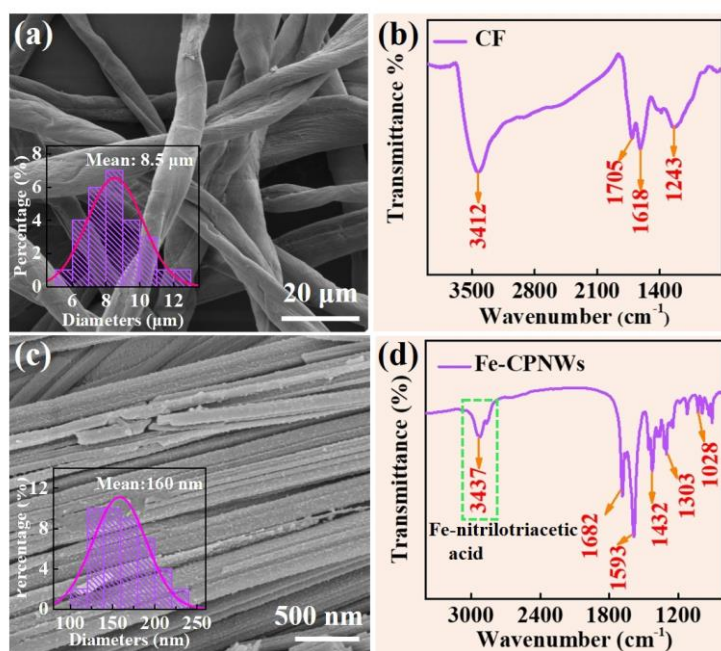 (a)
Mean: 8.5 μm
Percentage (%)
8
6
4
2
0
6 8 10 12
Diameters (μm)
20 μm
(b)
CF
Transmittance %
3412
1705
1618
1243
3500 2800 2100 1400
Wavenumber (cm⁻¹)
(c)
Mean:160 nm
Percentage (%)
12
8
4
0
100 150 200 250
Diameters (nm)
500 nm
(d)
Fe-CPNWs
Transmittance (%)
3437
Fe-nitrilotriacetic
acid
1682
1593
1432
1303
1028
3000 2400 1800 1200
Wavenumber (cm⁻¹)